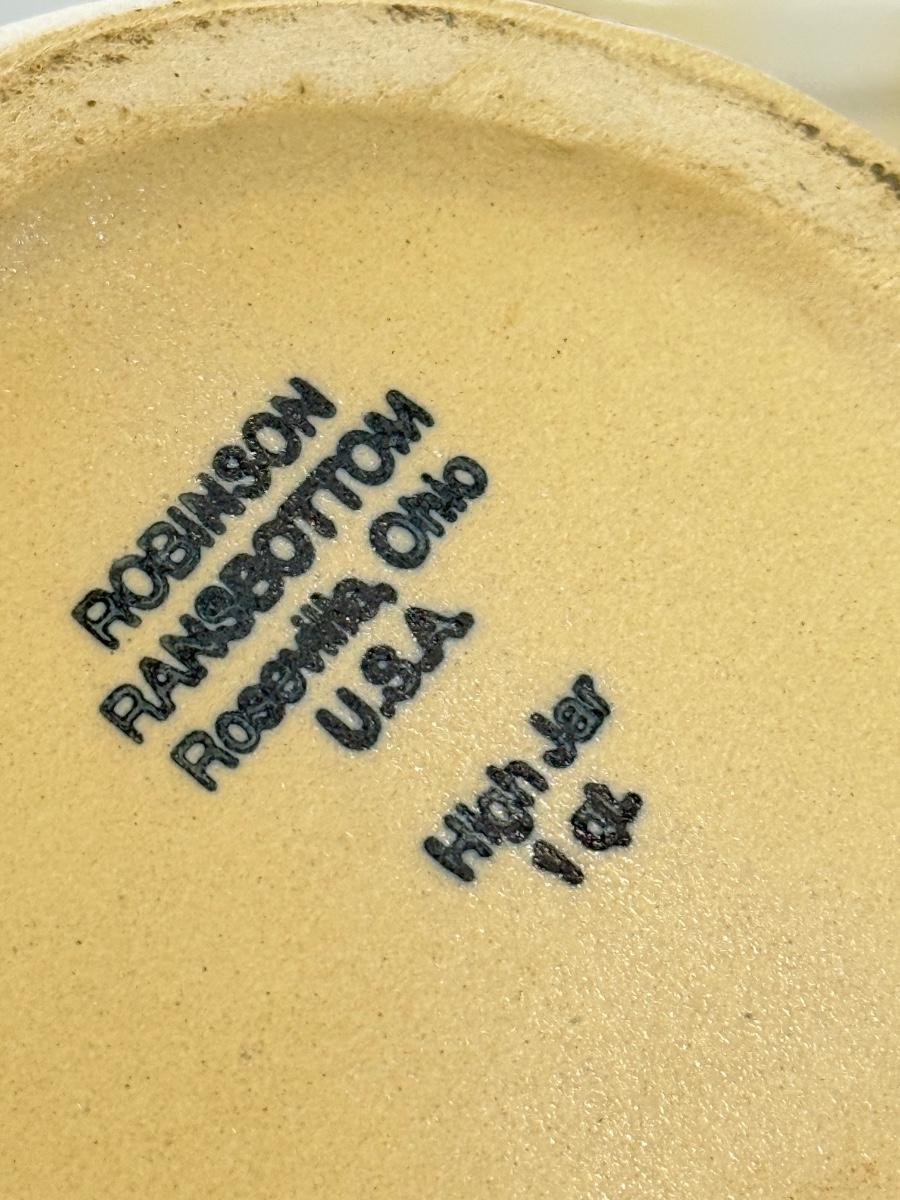 ROBINSON
RANSBOTTOM
Roseville Ohio
U.S.A
High Jar
1 qt.